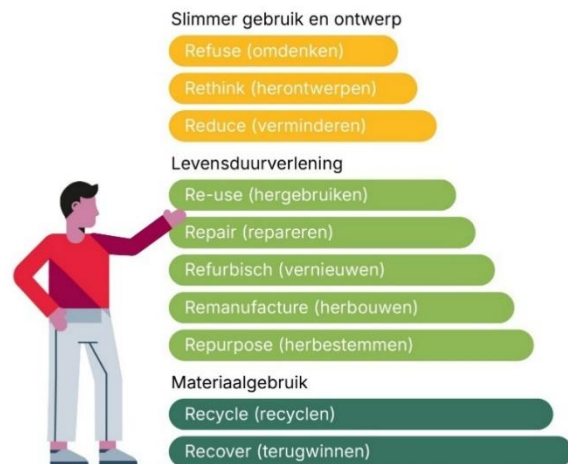 Slimmer gebruik en ontwerp
Refuse (omdenken)
Rethink (herontwerpen)
Reduce (verminderen)
Levensduurverlening
Re-use (hergebruiken)
Repair (repareren)
Refurbisch (vernieuwen)
Remanufacture (herbouwen)
Repurpose (herbestemmen)
Materiaalgebruik
Recycle (recyclen)
Recover (terugwinnen)